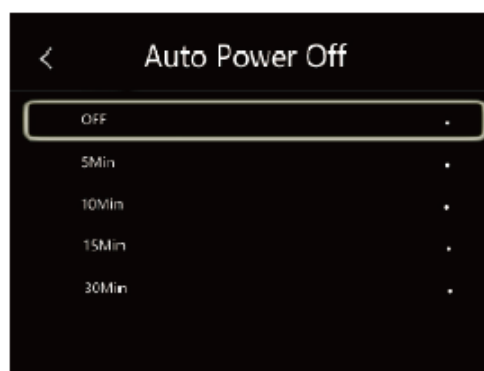 Auto Power Off
OFF
5Min
10Min
15Min
30Min